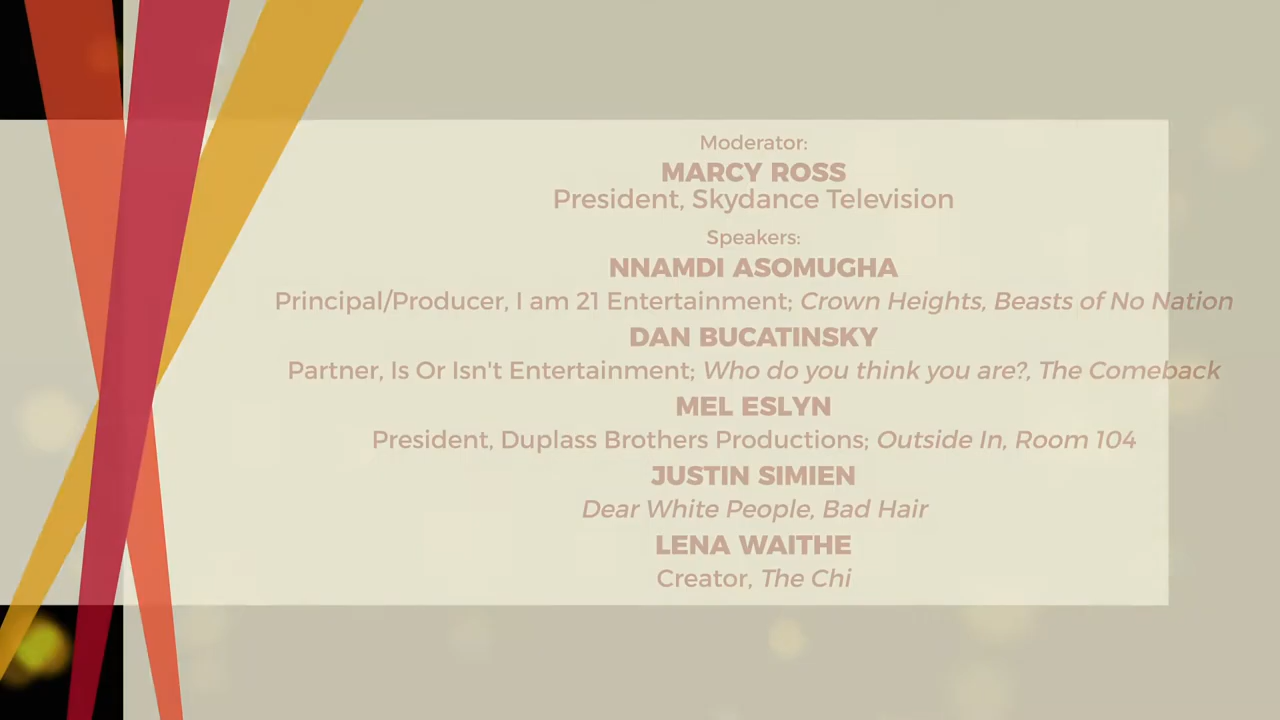 Moderator:
MARCY ROSS
President, Skydance Television
Speakers:
NNAMDI ASOMUGHA
Principal/Producer, I am 21 Entertainment; Crown Heights, Beasts of No Nation
DAN BUCATINSKY
Partner, Is Or Isn't Entertainment; Who do you think you are?, The Comeback
MEL ESLYN
President, Duplass Brothers Productions; Outside In, Room 104
JUSTIN SIMIEN
Dear White People, Bad Hair
LENA WAITHE
Creator, The Chi